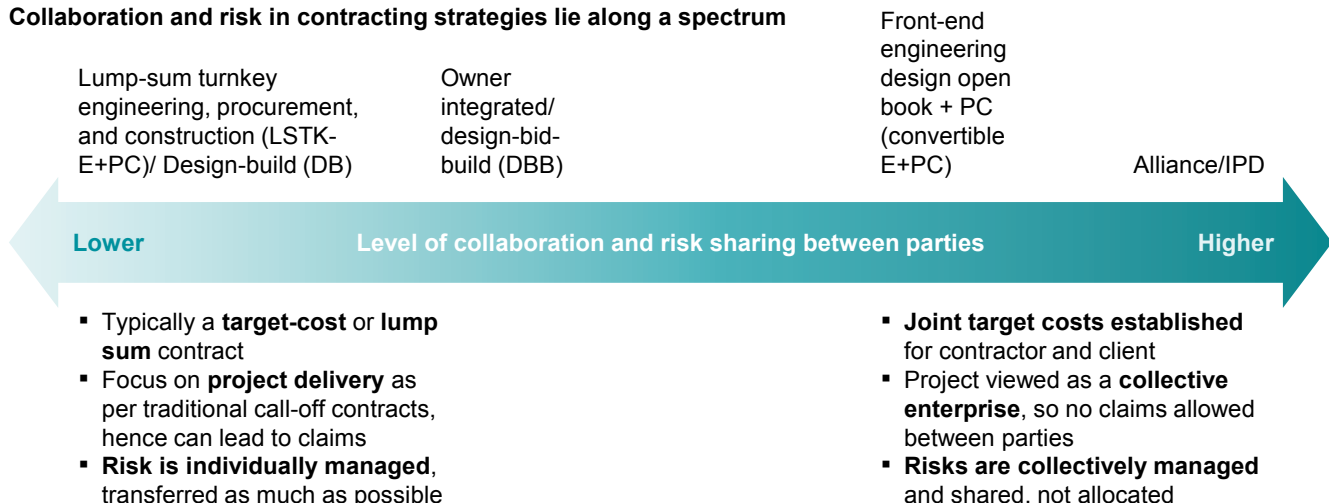 Collaboration and risk in contracting strategies lie along a spectrum
Lump-sum turnkey
engineering, procurement,
and construction (LSTK-
E+PC)/ Design-build (DB)
Owner
integrated/
design-bid-
build (DBB)
Front-end
engineering
design open
book + PC
(convertible
E+PC)
Alliance/IPD
Lower
Level of collaboration and risk sharing between parties
Higher
▪ Typically a target-cost or lump
sum contract
▪ Focus on project delivery as
per traditional call-off contracts,
hence can lead to claims
▪ Risk is individually managed,
transferred as much as possible
▪ Joint target costs established
for contractor and client
▪ Project viewed as a collective
enterprise, so no claims allowed
between parties
▪ Risks are collectively managed
and shared, not allocated